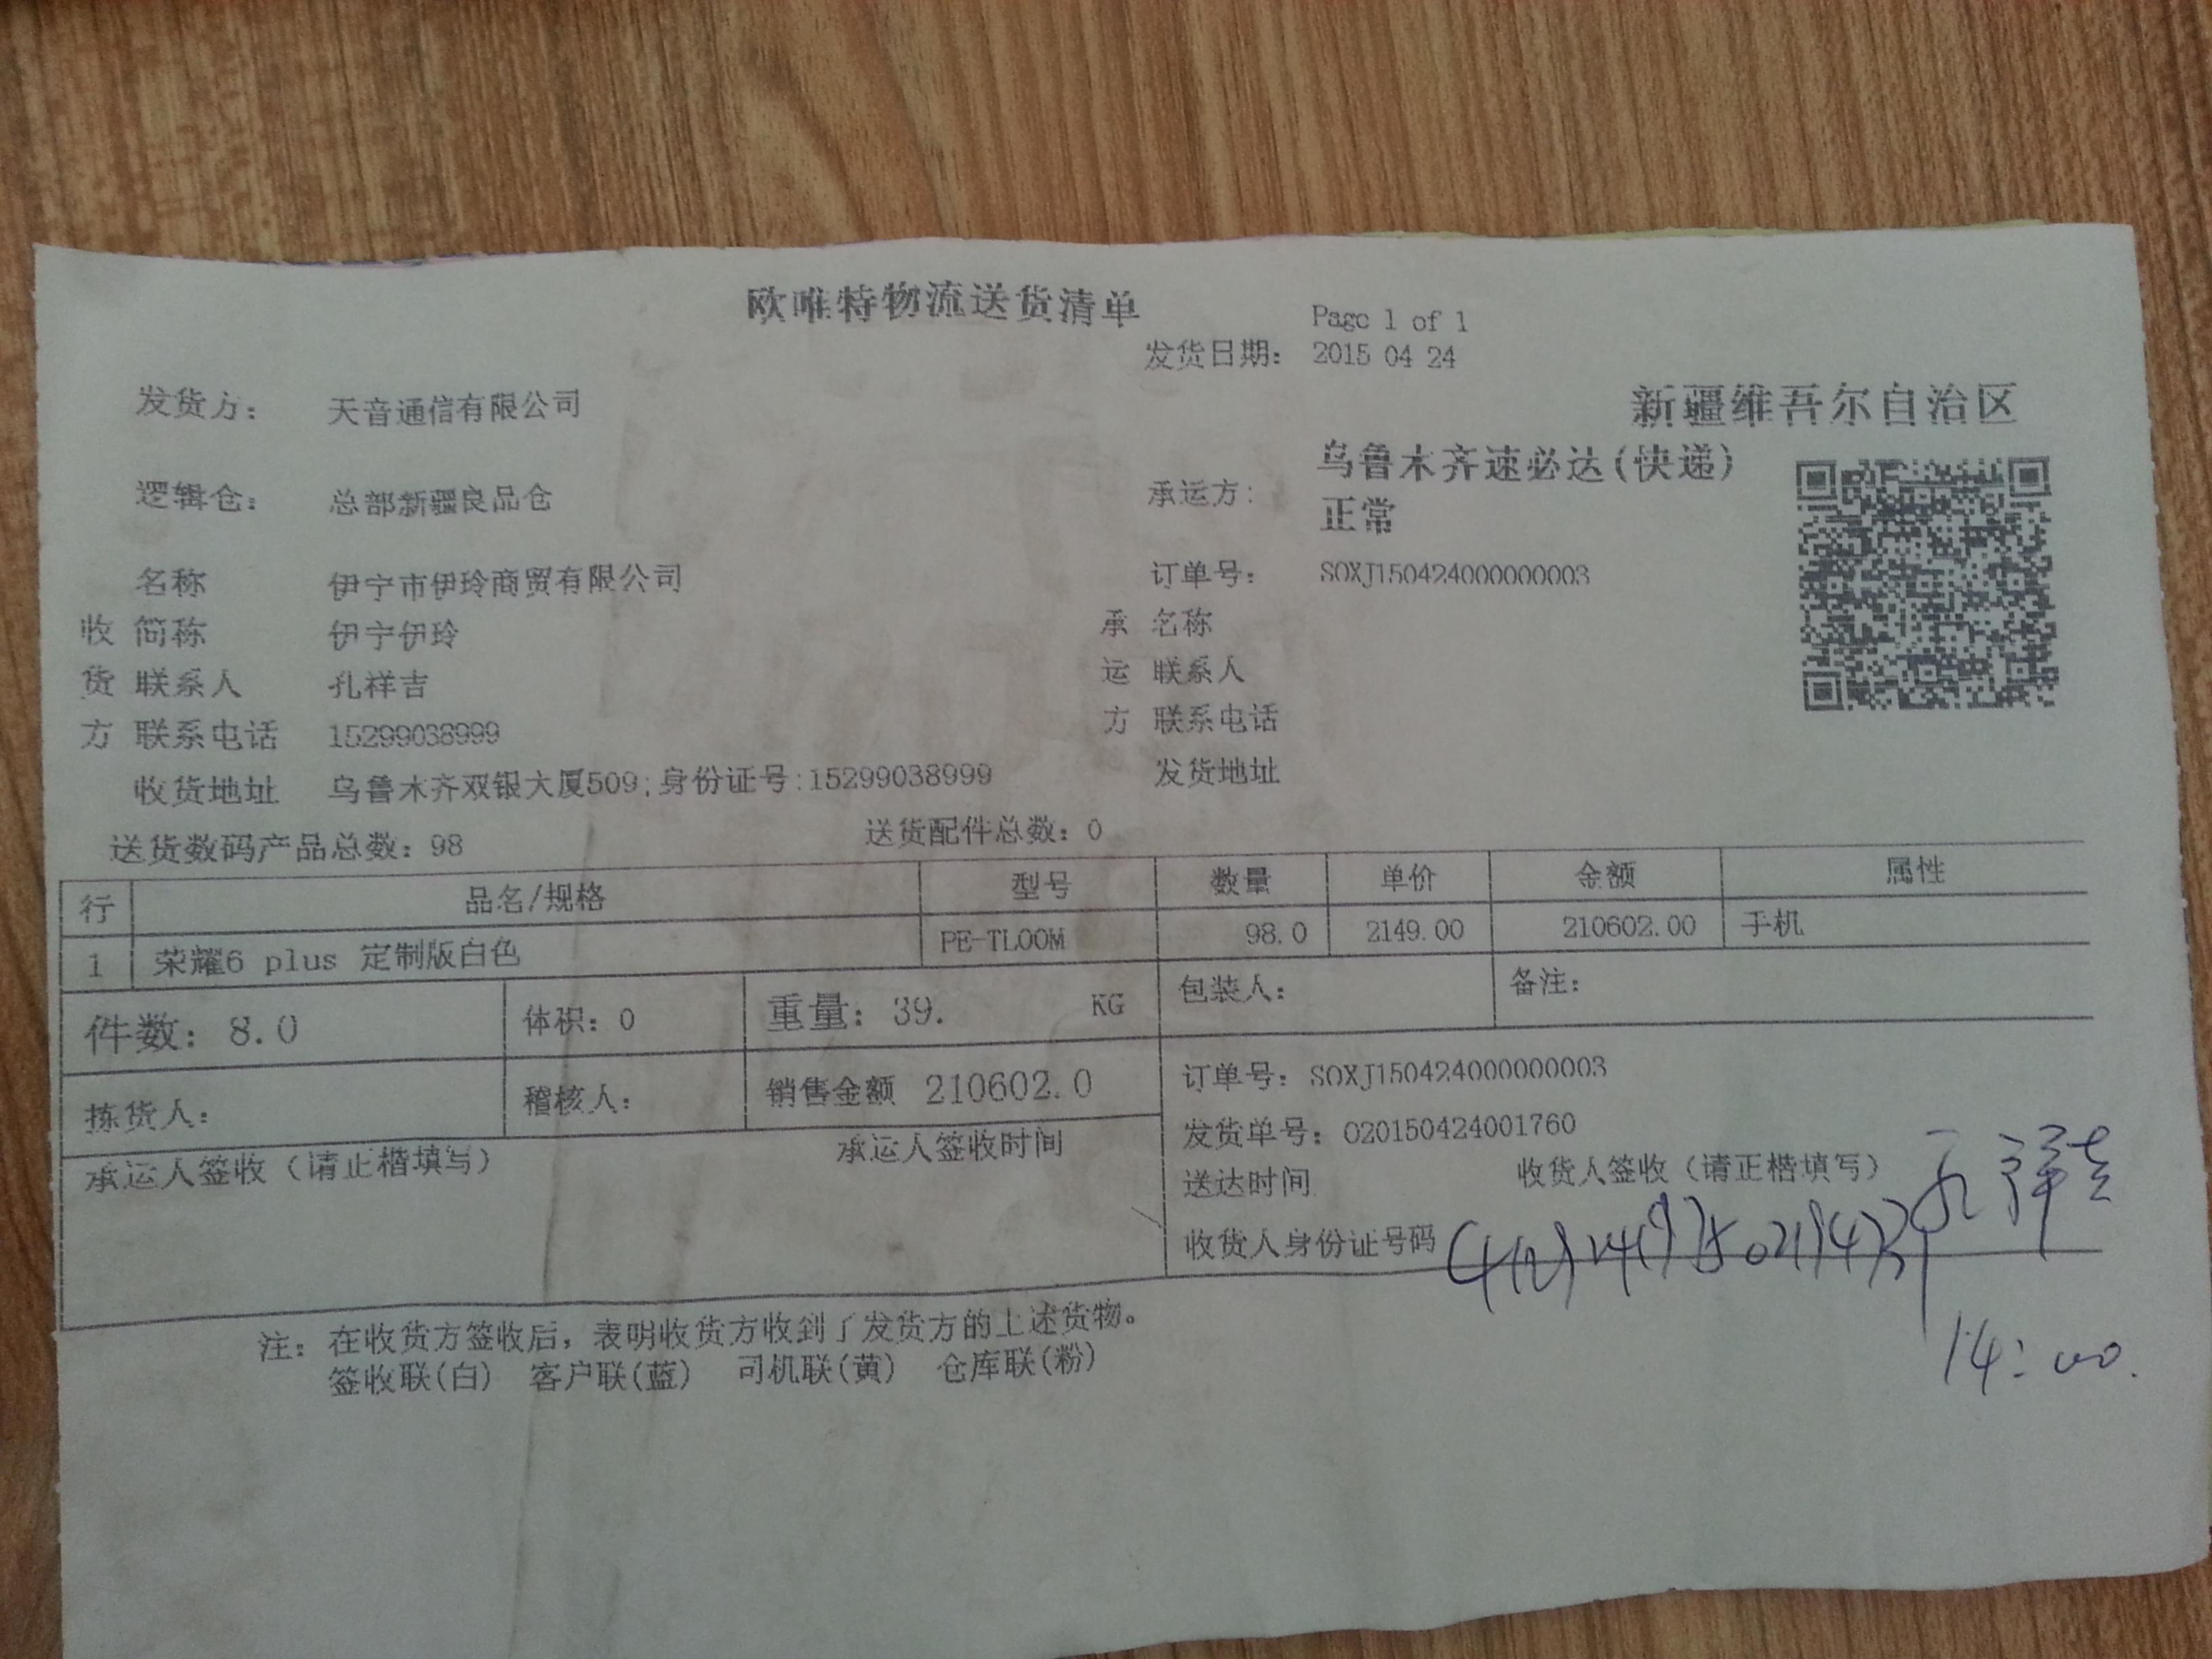 欧唯特物流送货清单
Page 1 of 1
发货日期: 2015 04 24
发货方: 天音通信有限公司
新疆维吾尔自治区
乌鲁木齐速必达(快递)
逻辑仓: 总部新疆良品仓
承运方: 正常
名称 伊宁市伊玲商贸有限公司
订单号: SOXJ150424000000003
收 简称 伊宁伊玲
承 名称
货 联系人 孔祥吉
运 联系人
方 联系电话 15299038999
方 联系电话
收货地址 乌鲁木齐双银大厦509;身份证号:15299038999
发货地址
送货数码产品总数: 98 送货配件总数: 0
行 品名/规格 型号 数量 单价 金额 属性
1 荣耀6 plus 定制版白色 PE-TL00M 98.0 2149.00 210602.00 手机
件数: 8.0 体积: 0 重量: 39. KG 包装人: 备注:
拣货人: 稽核人: 销售金额 210602.0
订单号: SOXJ150424000000003
发货单号: 020150424001760
承运人签收（请正楷填写） 承运人签收时间
送达时间 收货人签收（请正楷填写） 孔祥吉
收货人身份证号码
14:00.
注: 在收货方签收后, 表明收货方收到了发货方的上述货物。
签收联(白) 客户联(蓝) 司机联(黄) 仓库联(粉)